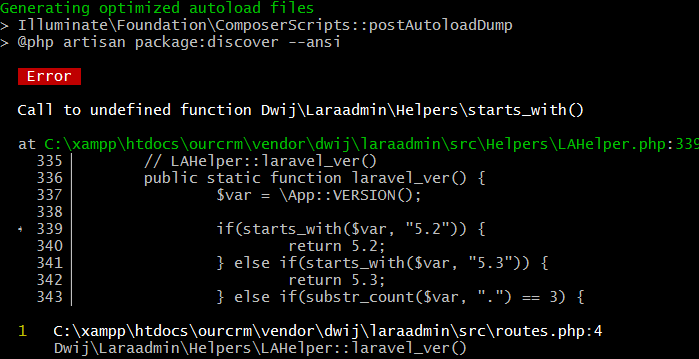 Generating optimized autoload files
> Illuminate\Foundation\ComposerScripts::postAutoloadDump
> @php artisan package:discover --ansi
Error
Call to undefined function Dwij\Laraadmin\Helpers\starts_with()
at C:\xampp\htdocs\ourcrm\vendor\dwij\laraadmin\src\Helpers\LAHelper.php:339
335| // LAHelper::laravel_ver()
336| public static function laravel_ver() {
337| $var = \App::VERSION();
338|
339| if(starts_with($var, "5.2")) {
340| return 5.2;
341| } else if(starts_with($var, "5.3")) {
342| return 5.3;
343| } else if(substr_count($var, ".") == 3) {
1 C:\xampp\htdocs\ourcrm\vendor\dwij\laraadmin\src\routes.php:4
Dwij\Laraadmin\Helpers\LAHelper::laravel_ver()